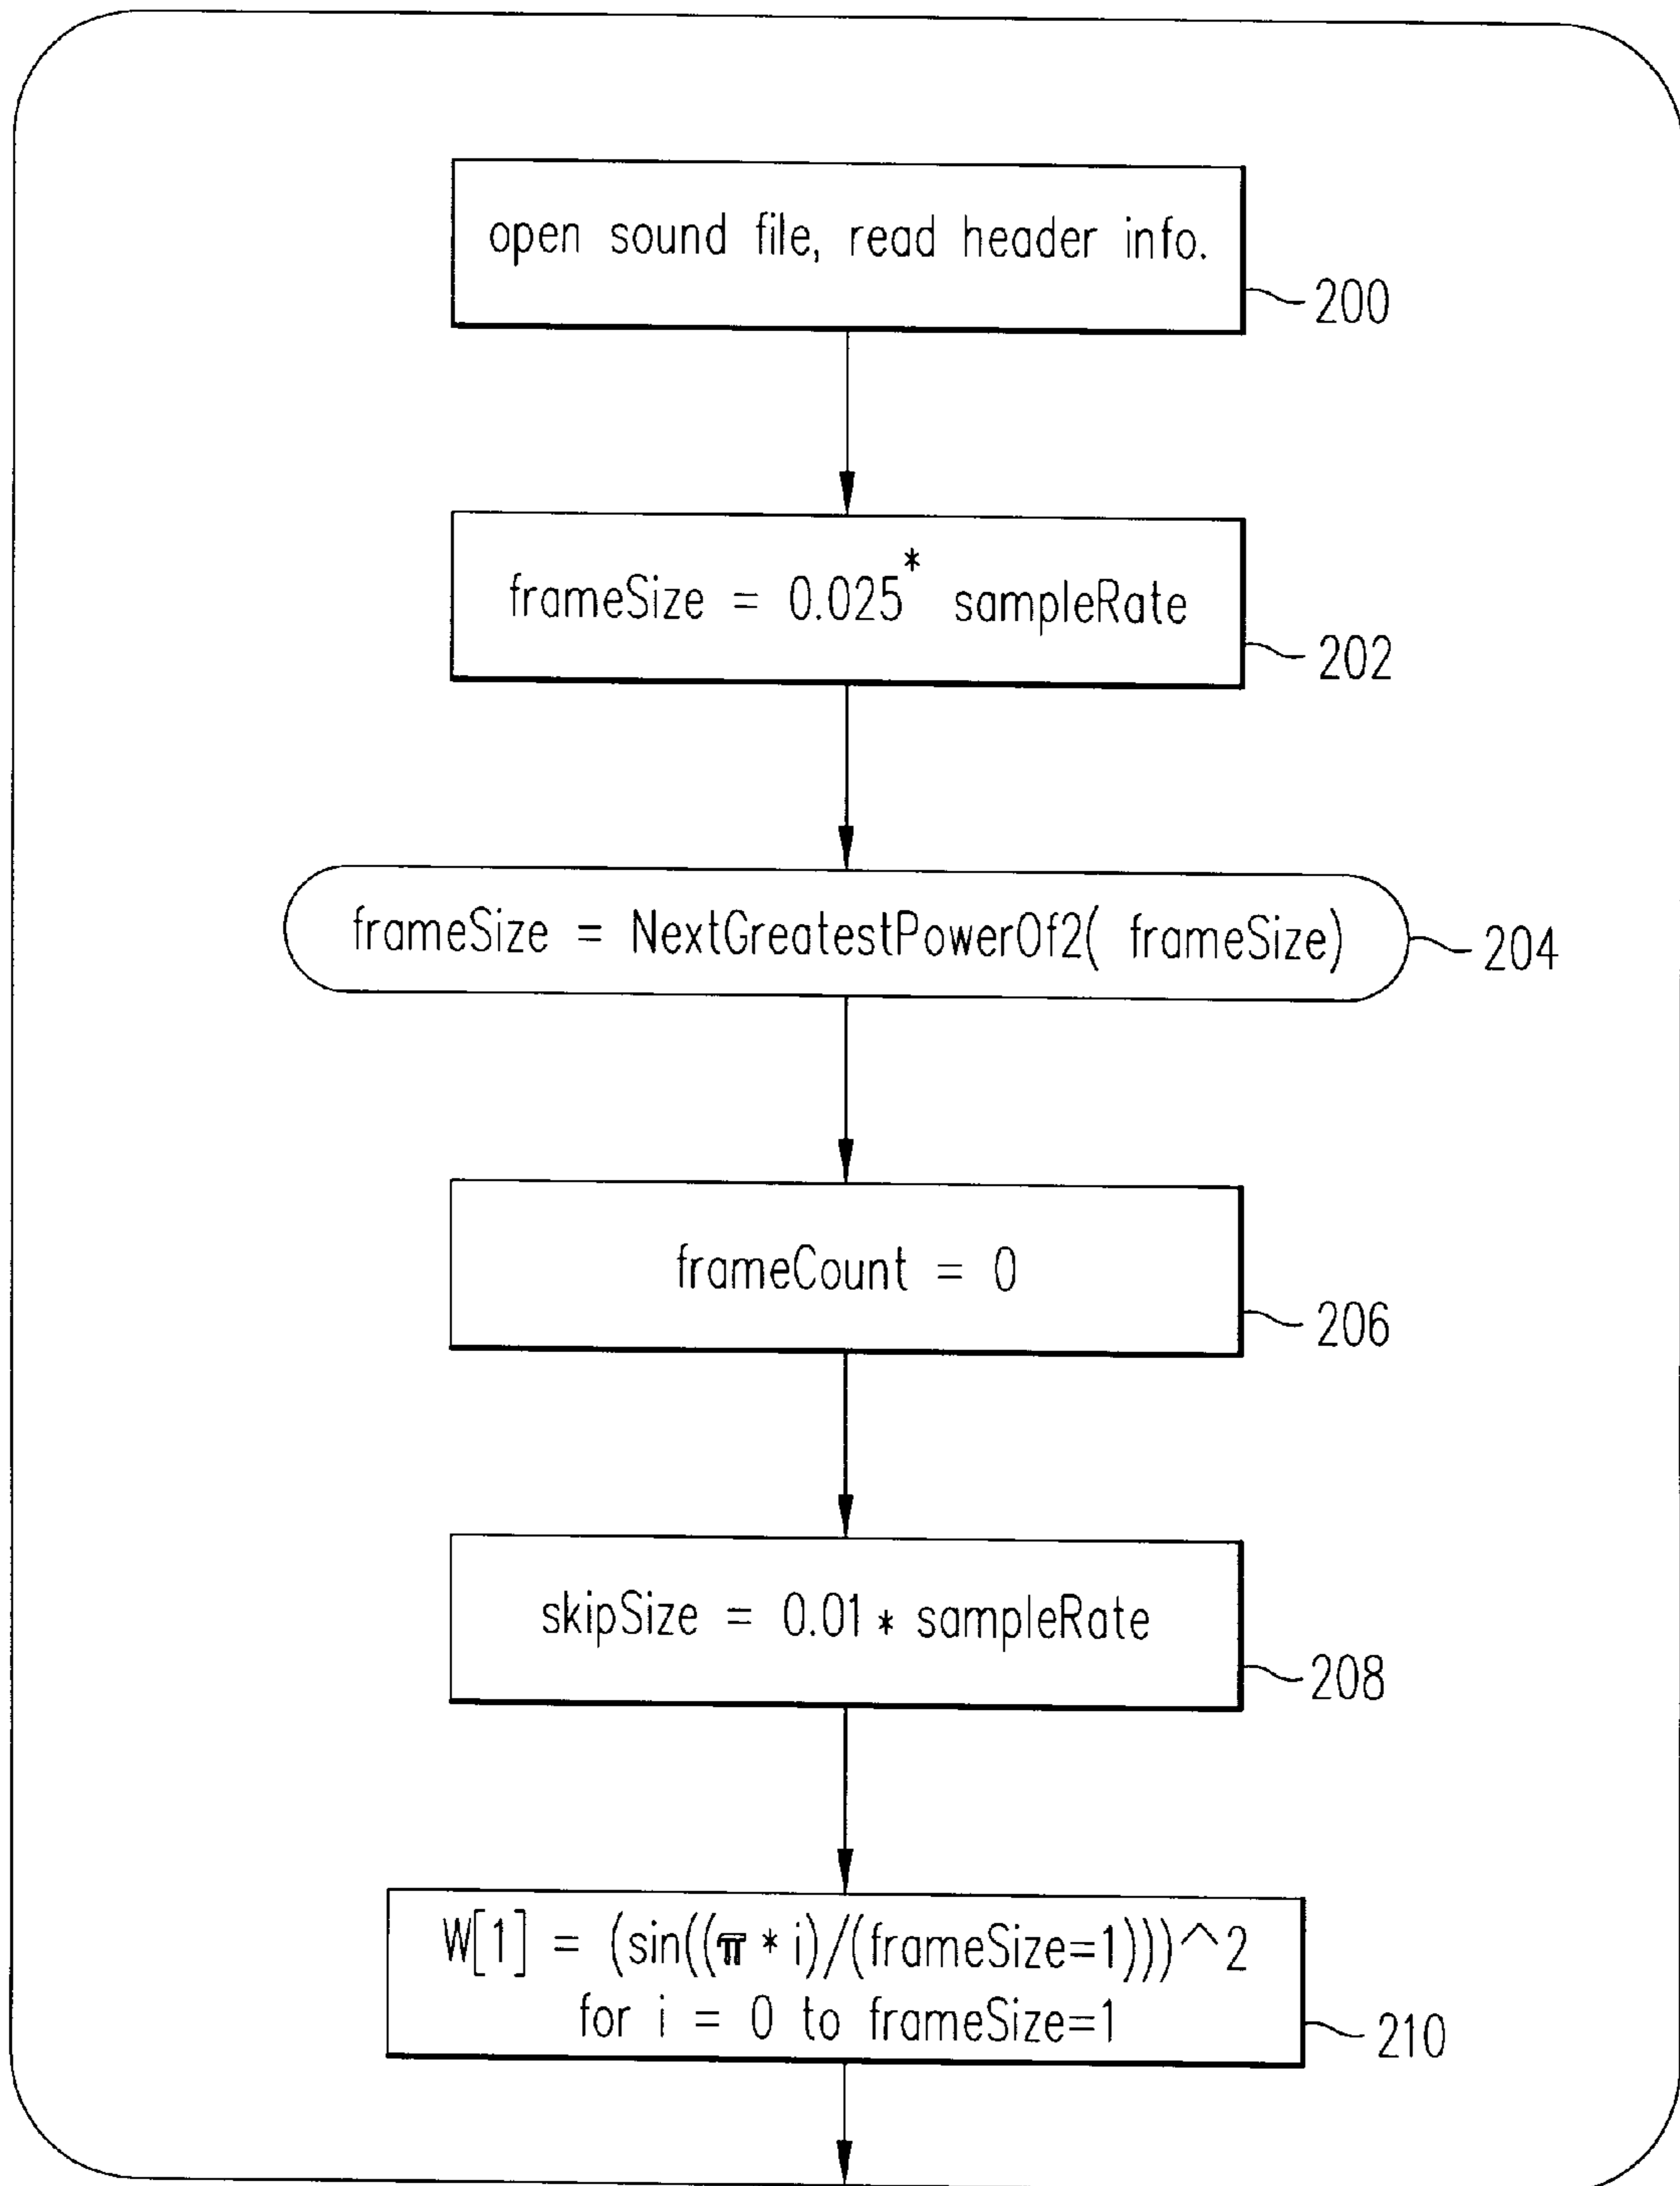 open sound file, read header info.
200
frameSize = 0.025* sampleRate
202
frameSize = NextGreatestPowerOf2( frameSize)
204
frameCount = 0
206
skipSize = 0.01 * sampleRate
208
W[1] = (sin((π * i)/(frameSize=1)))^2
for i = 0 to frameSize=1
210